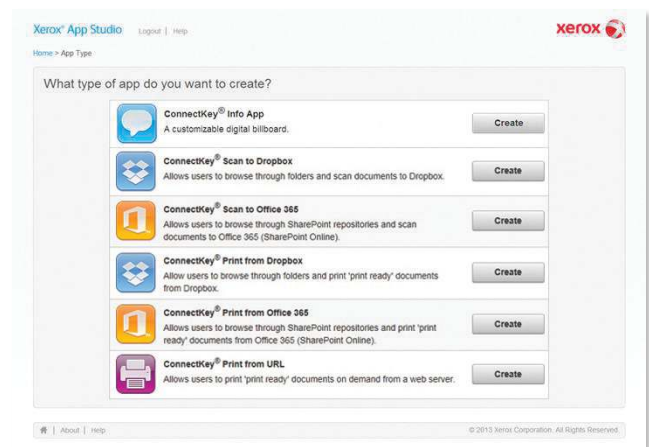 Xerox® App Studio Logout | Help
xerox
Home > App Type
What type of app do you want to create?
ConnectKey® Info App
A customizable digital billboard.
Create
ConnectKey® Scan to Dropbox
Allows users to browse through folders and scan documents to Dropbox.
Create
ConnectKey® Scan to Office 365
Allows users to browse through SharePoint repositories and scan
documents to Office 365 (SharePoint Online).
Create
ConnectKey® Print from Dropbox
Allow users to browse through folders and print 'print ready' documents
from Dropbox.
Create
ConnectKey® Print from Office 365
Allows users to browse through SharePoint repositories and print 'print
ready' documents from Office 365 (SharePoint Online).
Create
ConnectKey® Print from URL
Allows users to print 'print ready' documents on demand from a web server.
Create
| About | Help
© 2013 Xerox Corporation. All Rights Reserved.